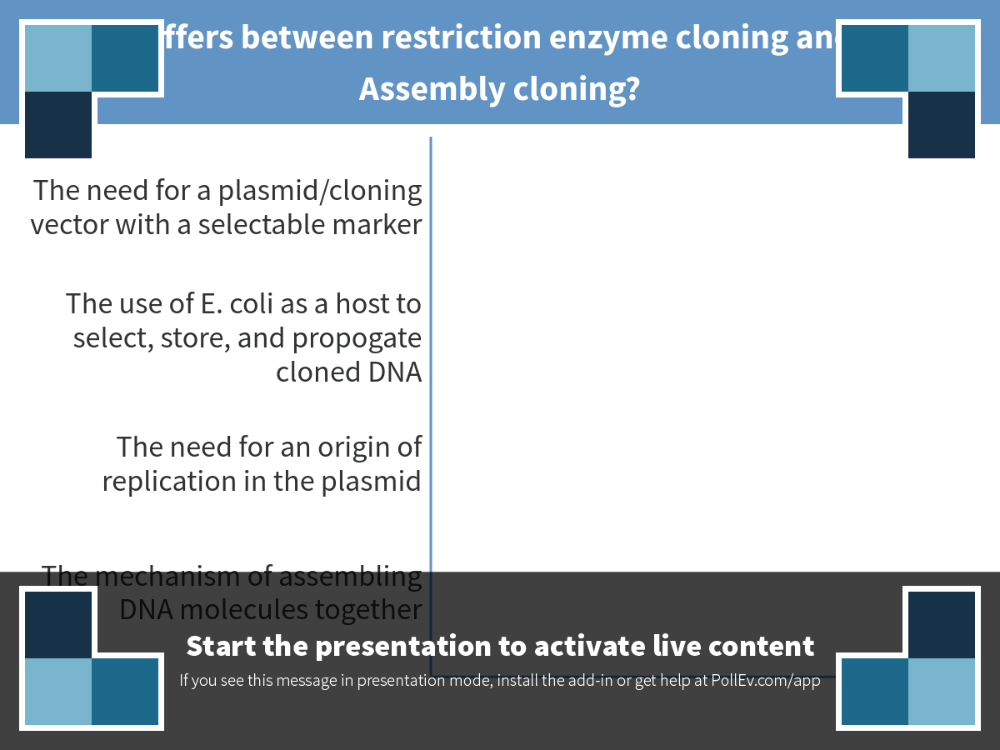 ffers between restriction enzyme cloning an
Assembly cloning?
The need for a plasmid/cloning
vector with a selectable marker
The use of E. coli as a host to
select, store, and propogate
cloned DNA
The need for an origin of
replication in the plasmid
The mechanism of assembling
DNA molecules together
Start the presentation to activate live content
If you see this message in presentation mode, install the add-in or get help at PollEv.com/app